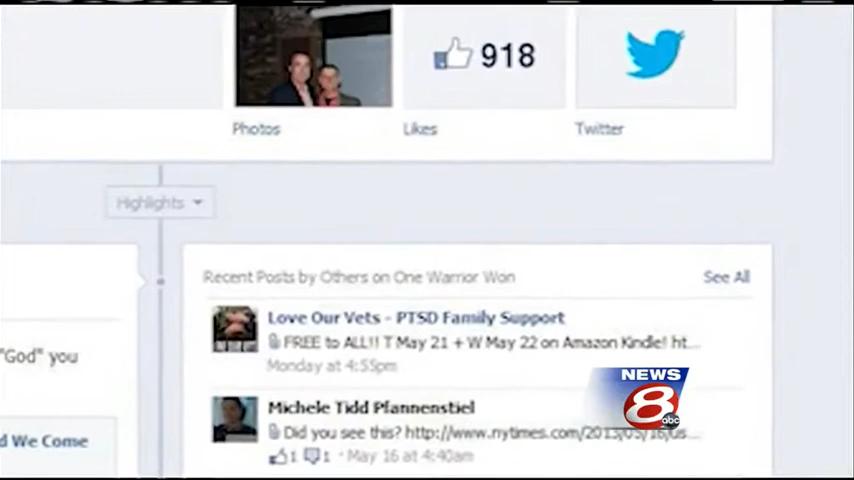 918
Photos
Likes
Twitter
Highlights
Recent Posts by Others on One Warrior Won
See All
Love Our Vets - PTSD Family Support
FREE to ALL!! T May 21 + W May 22 on Amazon Kindle! ht...
Monday at 4:55pm
"God" you
Michele Tidd Pfannenstiel
Did you see this? http://www.nytimes.com/2013/05/16/us...
1 1 · May 16 at 4:40am
d We Come
NEWS
8
abc